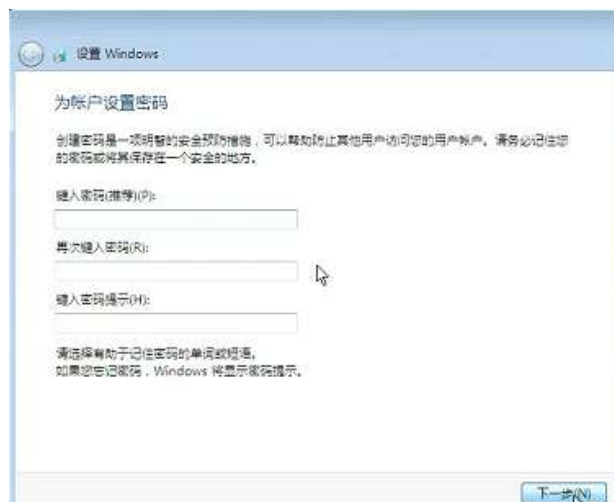 设置 Windows
为帐户设置密码
创建密码是一项明智的安全预防措施，可以帮助防止其他用户访问您的用户帐户。请务必记住您
的密码或将其保存在一个安全的地方。
键入密码(推荐)(P):
再次键入密码(R):
键入密码提示(H):
请选择有助于记住密码的单词或短语。
如果您忘记密码，Windows 将显示密码提示。
下一步(N)